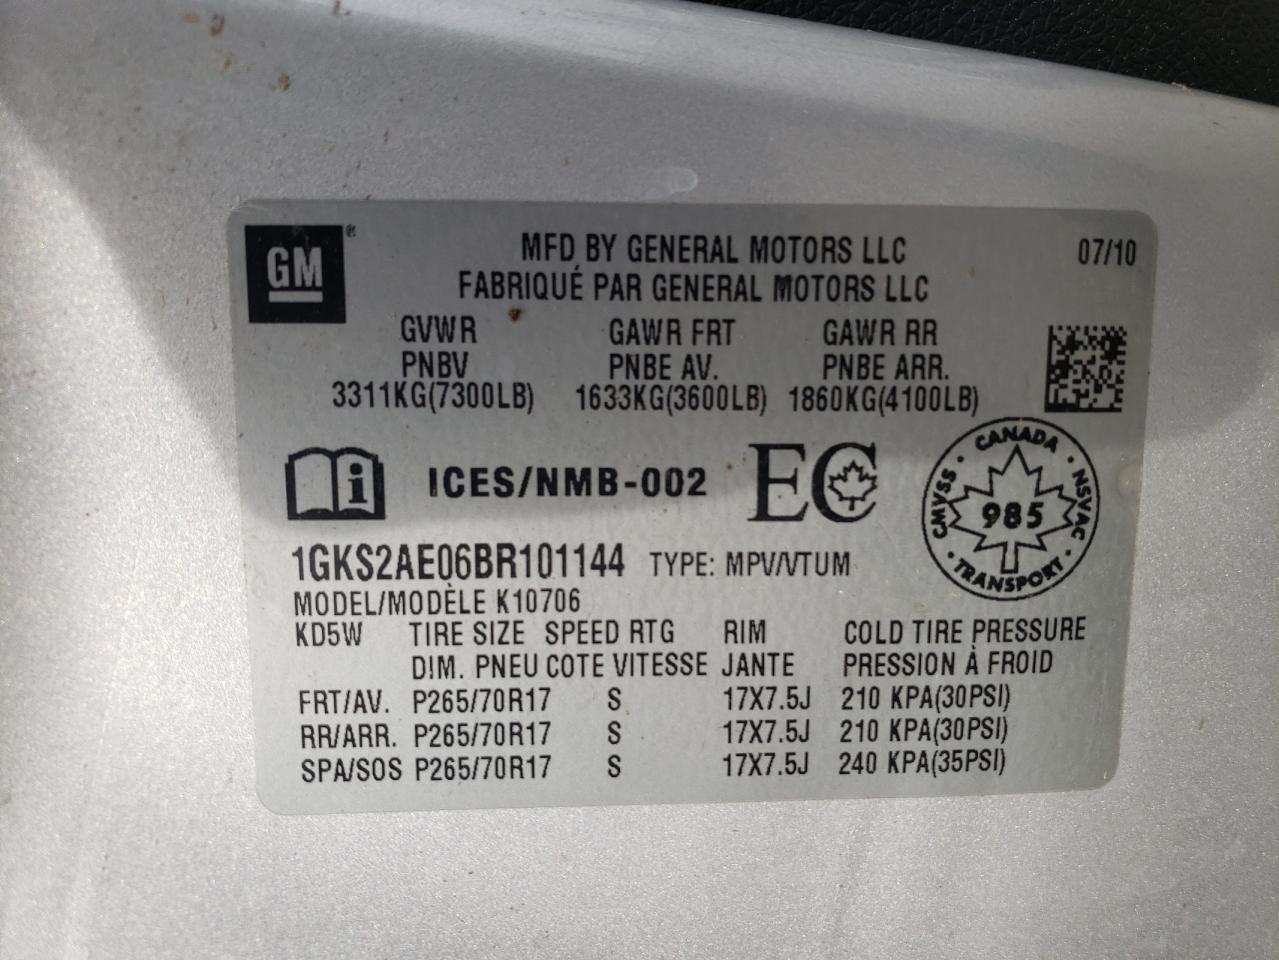 GM®
MFD BY GENERAL MOTORS LLC 07/10
FABRIQUÉ PAR GENERAL MOTORS LLC
GVWR GAWR FRT GAWR RR
PNBV PNBE AV. PNBE ARR.
3311KG(7300LB) 1633KG(3600LB) 1860KG(4100LB)
i ICES/NMB-002 EC
CANADA
CMVSS · NSVAC
985
TRANSPORT
1GKS2AE06BR101144 TYPE: MPV/VTUM
MODEL/MODÈLE K10706
KD5W TIRE SIZE SPEED RTG RIM COLD TIRE PRESSURE
DIM. PNEU COTE VITESSE JANTE PRESSION À FROID
FRT/AV. P265/70R17 S 17X7.5J 210 KPA(30PSI)
RR/ARR. P265/70R17 S 17X7.5J 210 KPA(30PSI)
SPA/SOS P265/70R17 S 17X7.5J 240 KPA(35PSI)